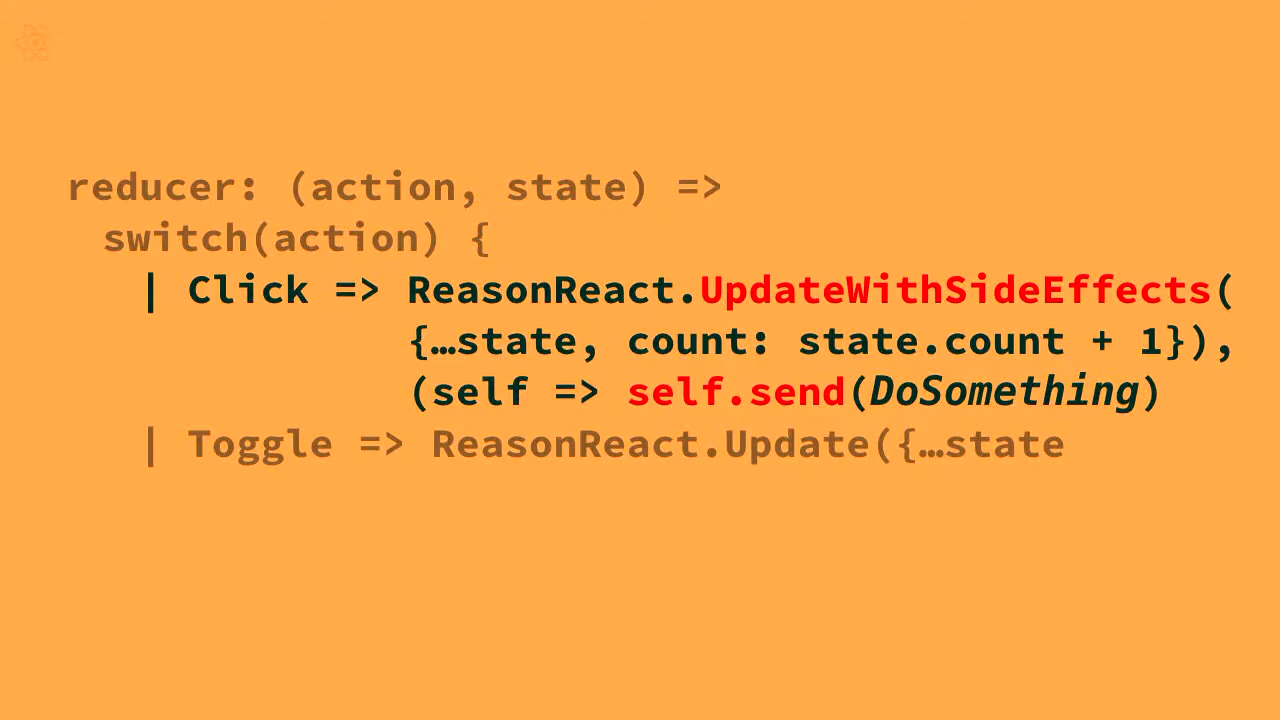 reducer: (action, state) =>
switch(action) {
| Click => ReasonReact.UpdateWithSideEffects(
{…state, count: state.count + 1}),
(self => self.send(DoSomething)
| Toggle => ReasonReact.Update({…state